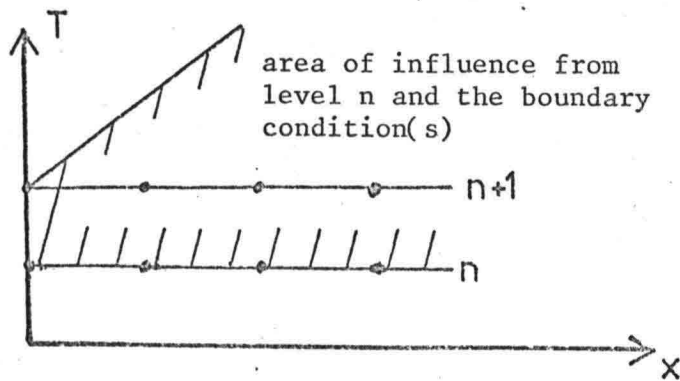 T
area of influence from
level n and the boundary
condition(s)
n+1
n
x